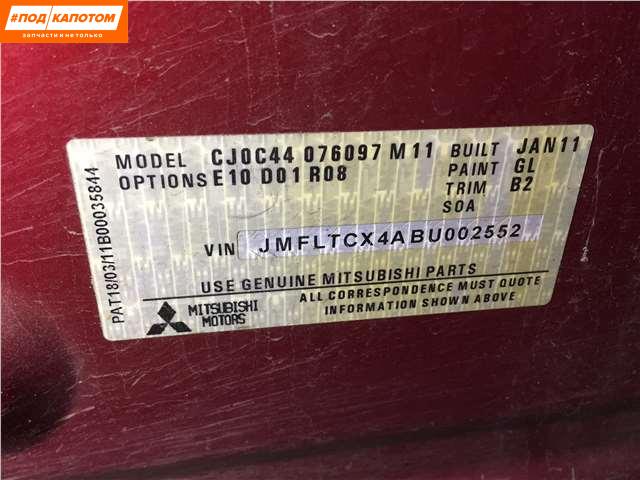 #ПОД КАПОТОМ
запчасти и не только
MODEL CJ0C44 076097 M11 BUILT JAN11
OPTIONS E10 D01 R08 PAINT GL
TRIM B2
SOA
VIN JMFLTCX4ABU002552
PAT18/03/11B00035844
USE GENUINE MITSUBISHI PARTS
ALL CORRESPONDENCE MUST QUOTE
INFORMATION SHOWN ABOVE
MITSUBISHI
MOTORS